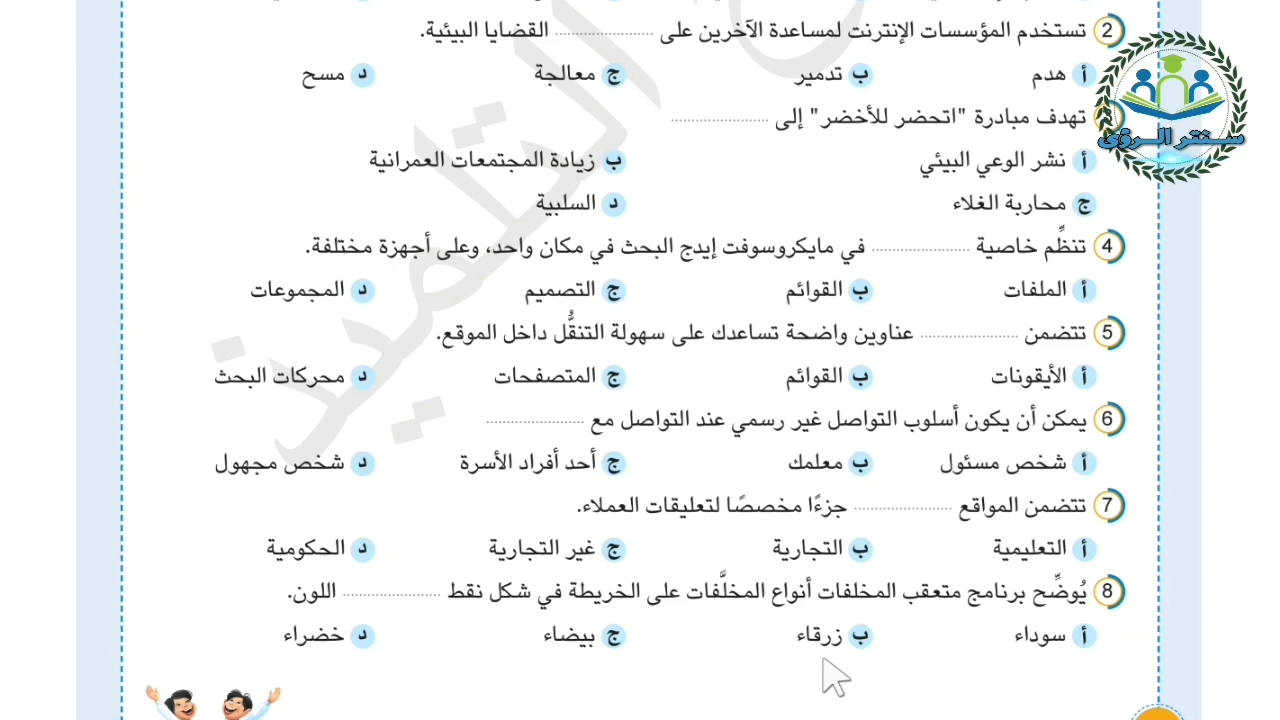 2 تستخدم المؤسسات الإنترنت لمساعدة الآخرين على ........................ القضايا البيئية.
أ هدم ب تدمير ج معالجة د مسح
تهدف مبادرة "اتحضر للأخضر" إلى ........................
أ نشر الوعي البيئي ب زيادة المجتمعات العمرانية
ج محاربة الغلاء د السلبية
4 تنظِّم خاصية ........................ في مايكروسوفت إيدج البحث في مكان واحد، وعلى أجهزة مختلفة.
أ الملفات ب القوائم ج التصميم د المجموعات
5 تتضمن ........................ عناوين واضحة تساعدك على سهولة التنقُّل داخل الموقع.
أ الأيقونات ب القوائم ج المتصفحات د محركات البحث
6 يمكن أن يكون أسلوب التواصل غير رسمي عند التواصل مع ........................
أ شخص مسئول ب معلمك ج أحد أفراد الأسرة د شخص مجهول
7 تتضمن المواقع ........................ جزءًا مخصصًا لتعليقات العملاء.
أ التعليمية ب التجارية ج غير التجارية د الحكومية
8 يُوضِّح برنامج متعقب المخلفات أنواع المخلَّفات على الخريطة في شكل نقط ........................ اللون.
أ سوداء ب زرقاء ج بيضاء د خضراء
سنتر الرؤى
التلميذ